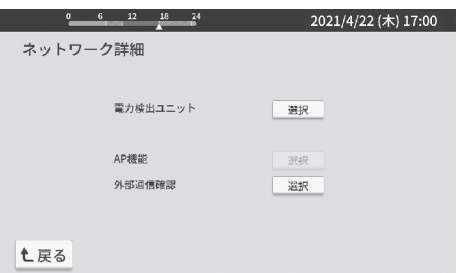 0 6 12 18 24
2021/4/22 (木) 17:00
ネットワーク詳細
電力検出ユニット 選択
AP機能 選択
外部通信確認 選択
戻る